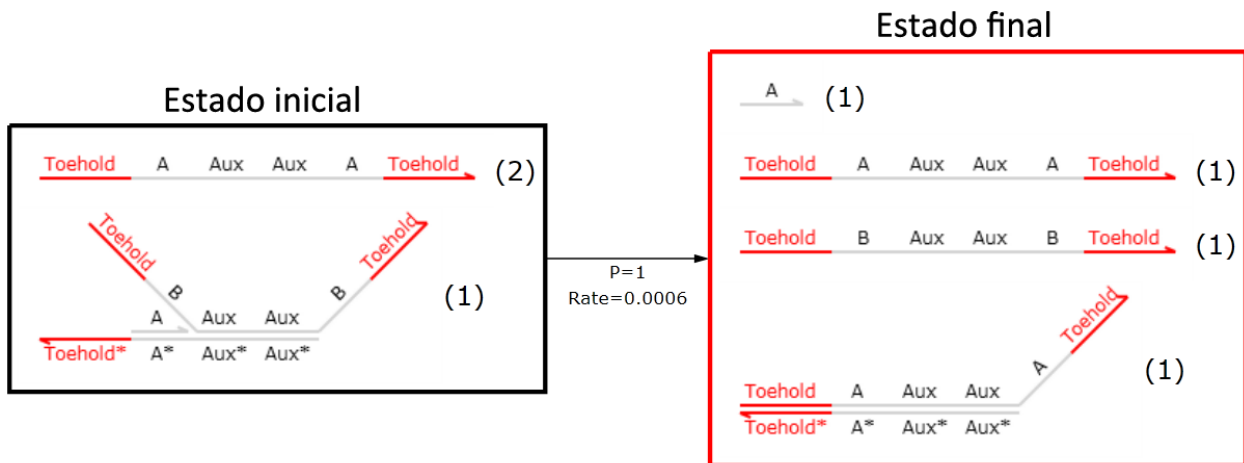 Estado inicial
Toehold A Aux Aux A Toehold (2)
Toehold B B Toehold (1)
A Aux Aux
Toehold* A* Aux* Aux*
P=1
Rate=0.0006
Estado final
A (1)
Toehold A Aux Aux A Toehold (1)
Toehold B Aux Aux B Toehold (1)
Toehold A Aux Aux A Toehold (1)
Toehold* A* Aux* Aux*